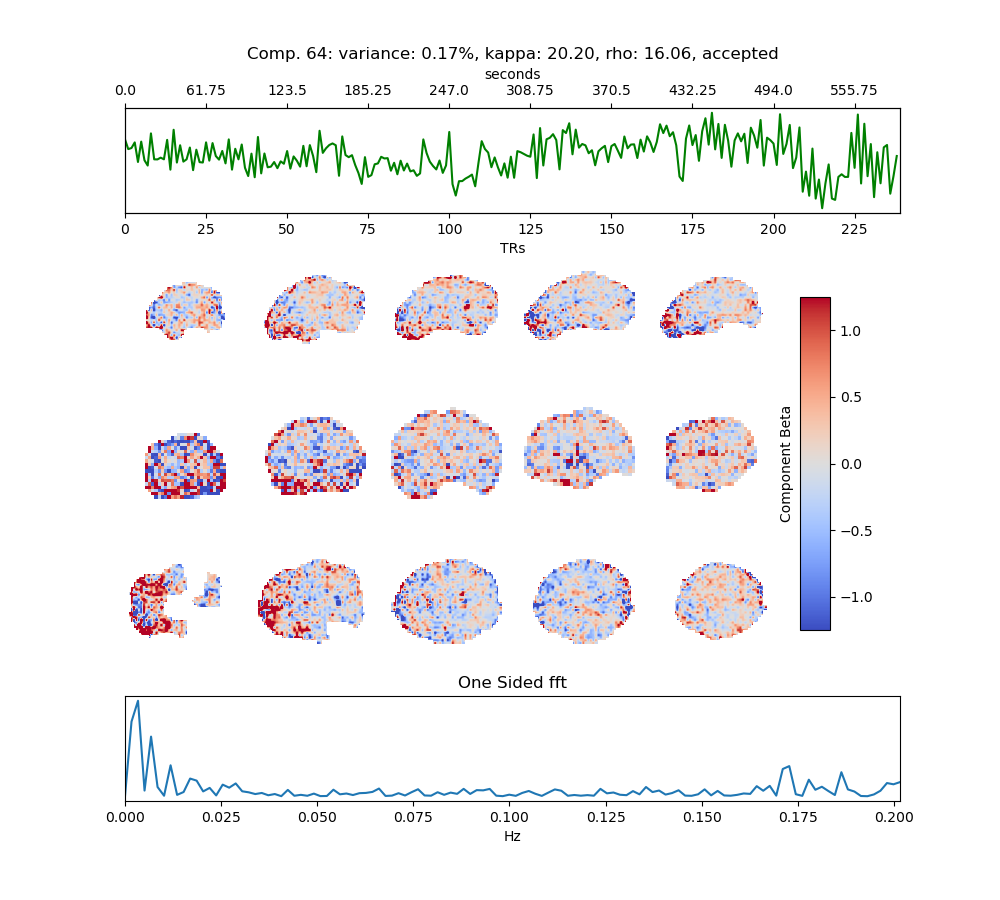 Comp. 64: variance: 0.17%, kappa: 20.20, rho: 16.06, accepted
seconds
0.0 61.75 123.5 185.25 247.0 308.75 370.5 432.25 494.0 555.75
0 25 50 75 100 125 150 175 200 225
TRs
1.0
0.5
0.0
−0.5
−1.0
Component Beta
One Sided fft
0.000 0.025 0.050 0.075 0.100 0.125 0.150 0.175 0.200
Hz